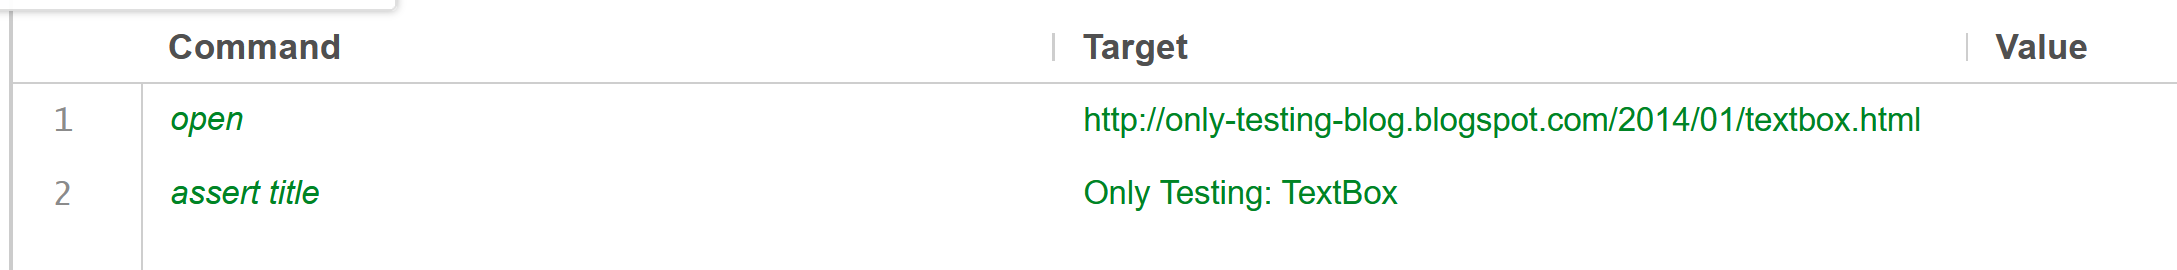 Command Target Value
1 open http://only-testing-blog.blogspot.com/2014/01/textbox.html
2 assert title Only Testing: TextBox